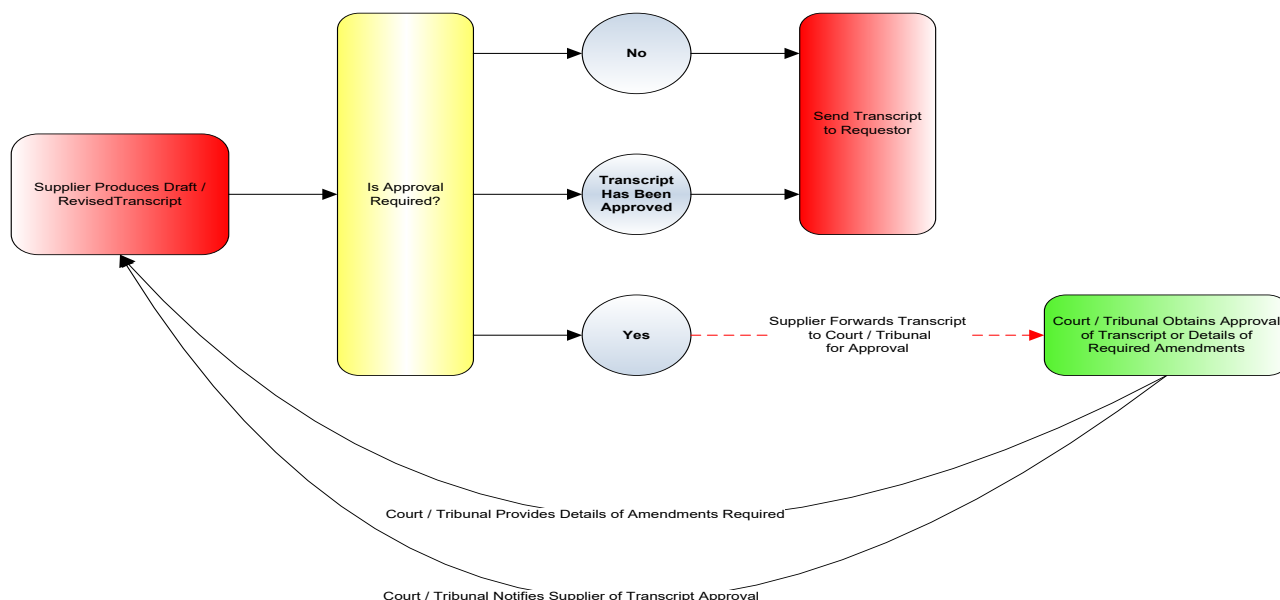 No
Send Transcript
to Requestor
Supplier Produces Draft /
RevisedTranscript
Is Approval
Required?
Transcript
Has Been
Approved
Yes
Supplier Forwards Transcript
to Court / Tribunal
for Approval
Court / Tribunal Obtains Approval
of Transcript or Details of
Required Amendments
Court / Tribunal Provides Details of Amendments Required
Court / Tribunal Notifies Supplier of Transcript Approval